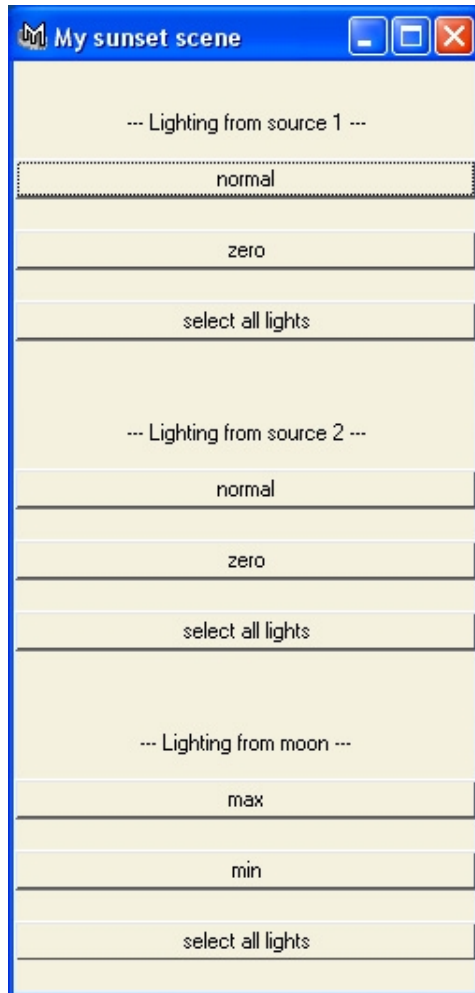 My sunset scene
--- Lighting from source 1 ---
normal
zero
select all lights
--- Lighting from source 2 ---
normal
zero
select all lights
--- Lighting from moon ---
max
min
select all lights